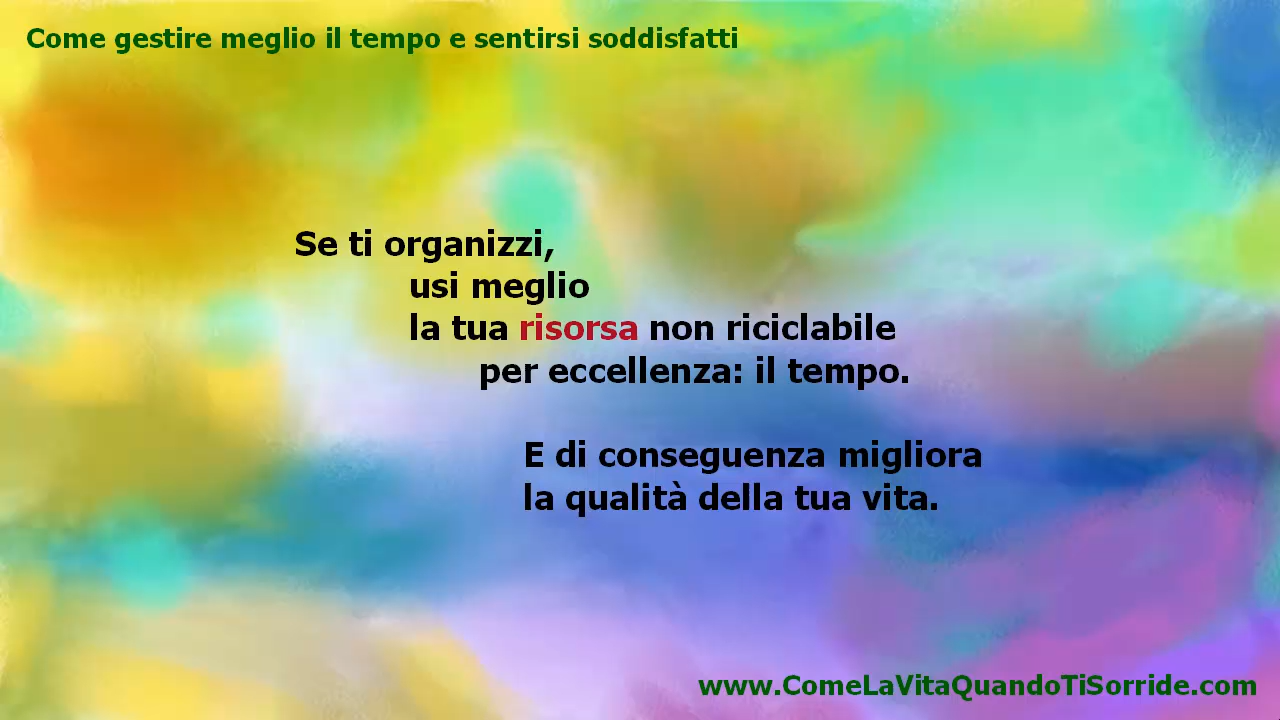 Come gestire meglio il tempo e sentirsi soddisfatti
Se ti organizzi,
usi meglio
la tua risorsa non riciclabile
per eccellenza: il tempo.
E di conseguenza migliora
la qualità della tua vita.
www.ComeLaVitaQuandoTiSorride.com